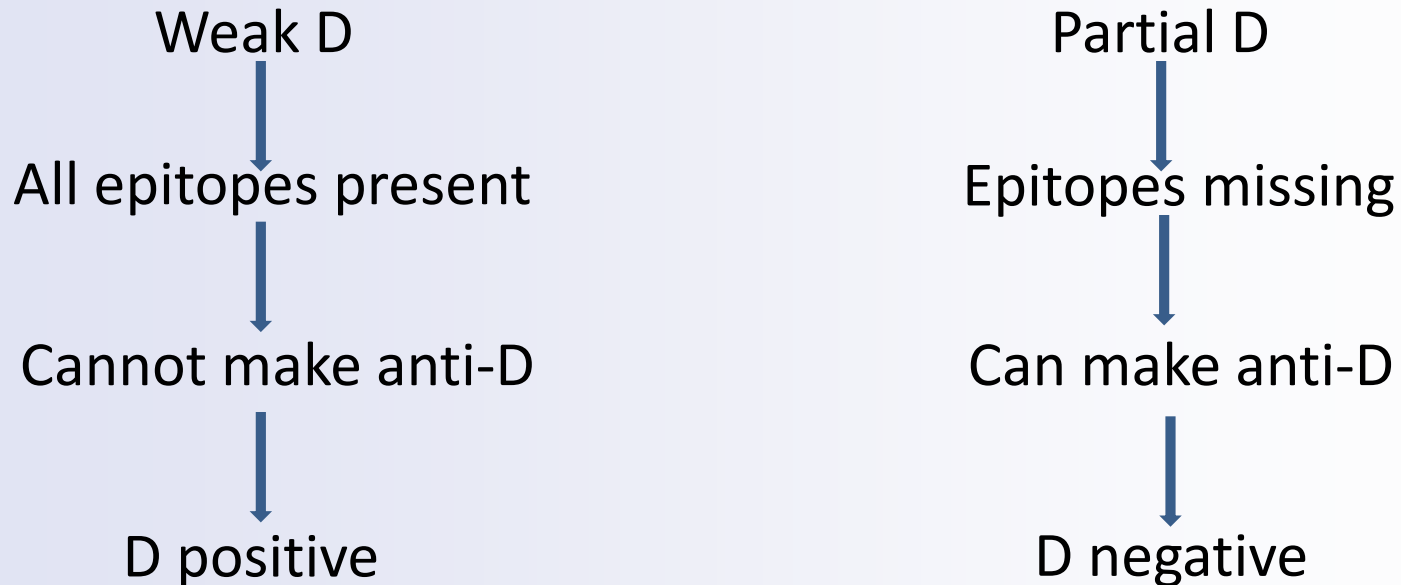 Weak D
All epitopes present
Cannot make anti-D
D positive
Partial D
Epitopes missing
Can make anti-D
D negative